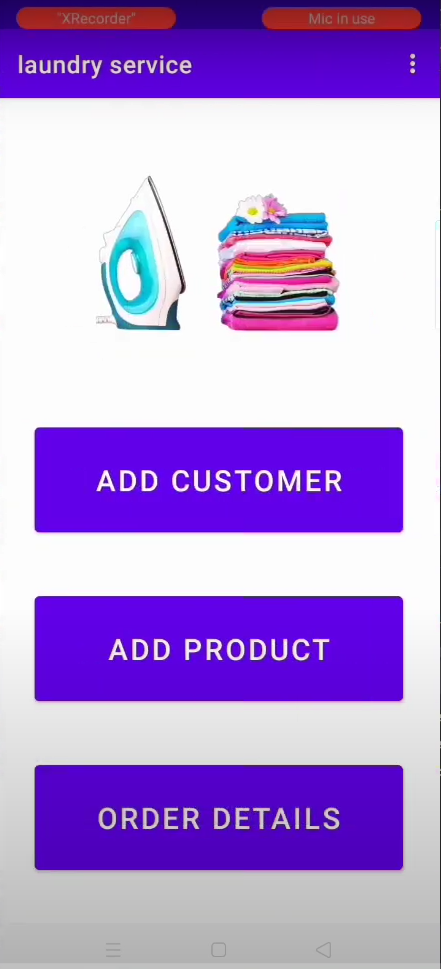 "XRecorder"
Mic in use
laundry service
ADD CUSTOMER
ADD PRODUCT
ORDER DETAILS